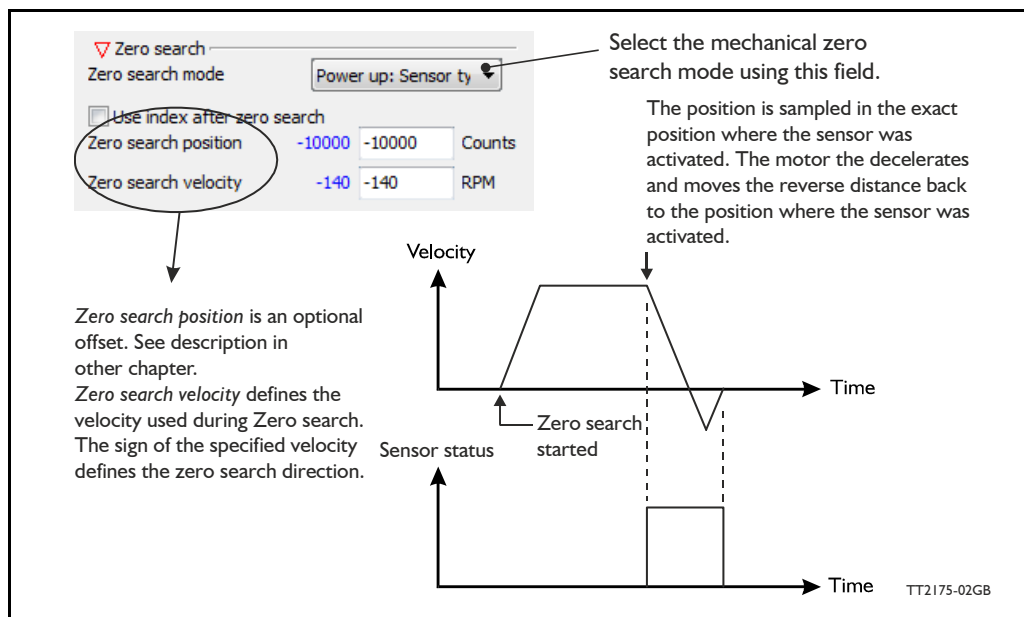 Zero search
Zero search mode
Power up: Sensor ty
Use index after zero search
Zero search position -10000 -10000 Counts
Zero search velocity -140 -140 RPM
Select the mechanical zero
search mode using this field.
The position is sampled in the exact
position where the sensor was
activated. The motor the decelerates
and moves the reverse distance back
to the position where the sensor was
activated.
Zero search position is an optional
offset. See description in
other chapter.
Zero search velocity defines the
velocity used during Zero search.
The sign of the specified velocity
defines the zero search direction.
Velocity
Time
Zero search
started
Sensor status
Time
TT2175-02GB